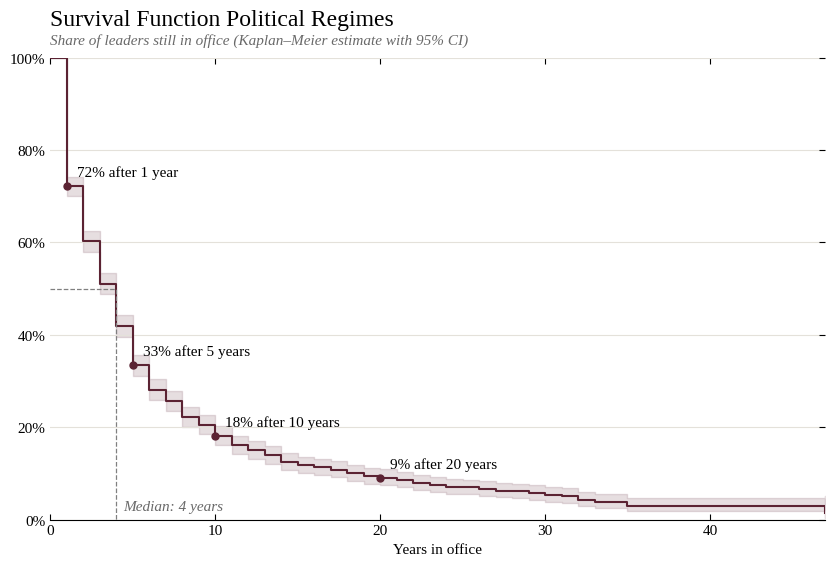 Survival Function Political Regimes
Share of leaders still in office (Kaplan–Meier estimate with 95% CI)
100%
80%
72% after 1 year
60%
40%
33% after 5 years
20%
18% after 10 years
9% after 20 years
Median: 4 years
0%
0 10 20 30 40
Years in office